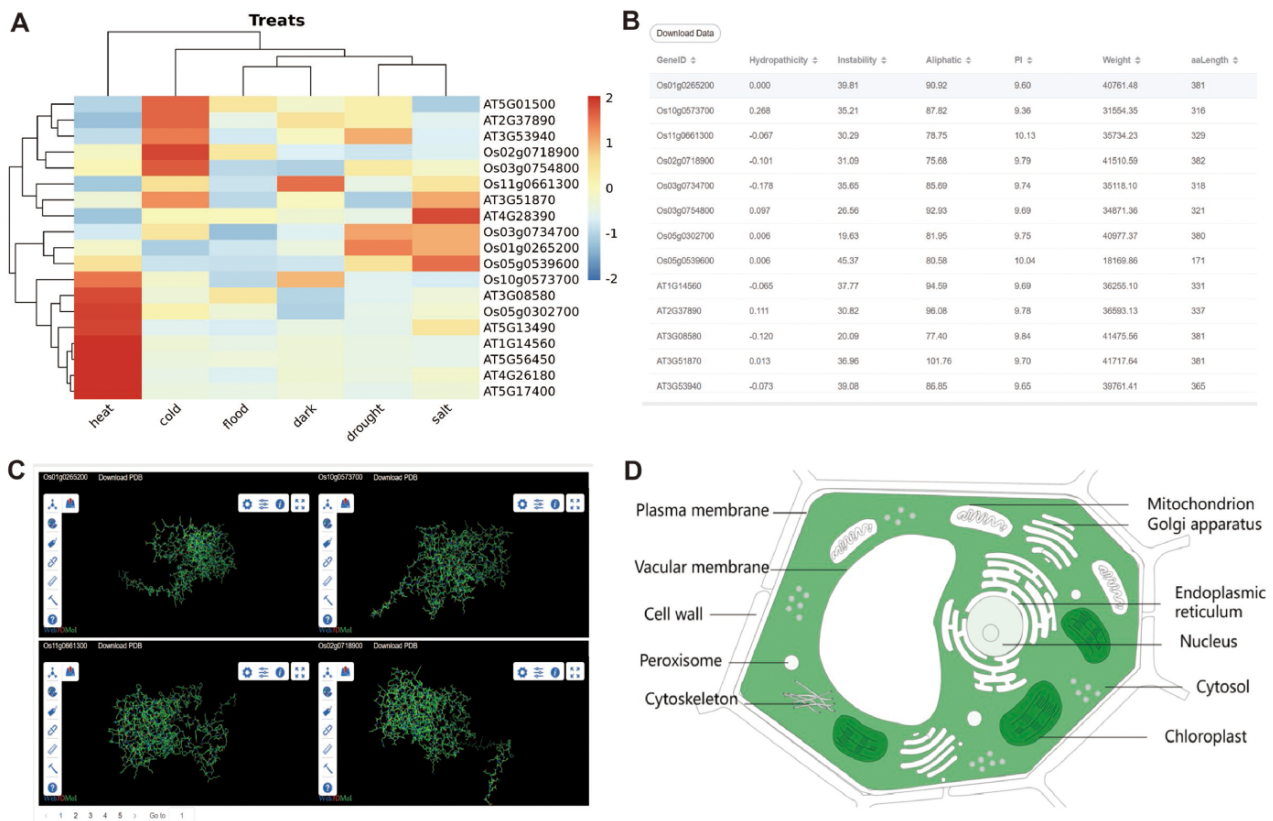 A
Treats
AT5G01500
AT2G37890
AT3G53940
Os02g0718900
Os03g0754800
Os11g0661300
AT3G51870
AT4G28390
Os03g0734700
Os01g0265200
Os05g0539600
Os10g0573700
AT3G08580
Os05g0302700
AT5G13490
AT1G14560
AT5G56450
AT4G26180
AT5G17400
2
1
0
-1
-2
heat
cold
flood
dark
drought
salt
B
Download Data
GeneID Hydropathicity Instability Aliphatic PI Weight aaLength
Os01g0265200 0.000 39.81 90.92 9.60 40761.48 381
Os10g0573700 0.268 35.21 87.82 9.36 31554.35 316
Os11g0661300 -0.067 30.29 78.75 10.13 35734.23 329
Os02g0718900 -0.101 31.09 75.68 9.79 41510.59 382
Os03g0734700 -0.178 35.65 85.69 9.74 35118.10 318
Os03g0754800 0.097 26.56 92.93 9.69 34871.36 321
Os05g0302700 0.006 19.63 81.95 9.75 40977.37 380
Os05g0539600 0.006 45.37 80.58 10.04 18169.86 171
AT1G14560 -0.065 37.77 94.59 9.69 36255.10 331
AT2G37890 0.111 30.82 96.08 9.78 36593.13 337
AT3G08580 -0.120 20.09 77.40 9.84 41475.56 381
AT3G51870 0.013 36.96 101.76 9.70 41717.64 381
AT3G53940 -0.073 39.08 86.85 9.65 39761.41 365
C
Os01g0265200 Download PDB
Os10g0573700 Download PDB
Web3DMol
Web3DMol
Os11g0661300 Download PDB
Os02g0718900 Download PDB
Web3DMol
Web3DMol
1 2 3 4 5 Go to 1
D
Plasma membrane
Vacular membrane
Cell wall
Peroxisome
Cytoskeleton
Mitochondrion
Golgi apparatus
Endoplasmic
reticulum
Nucleus
Cytosol
Chloroplast